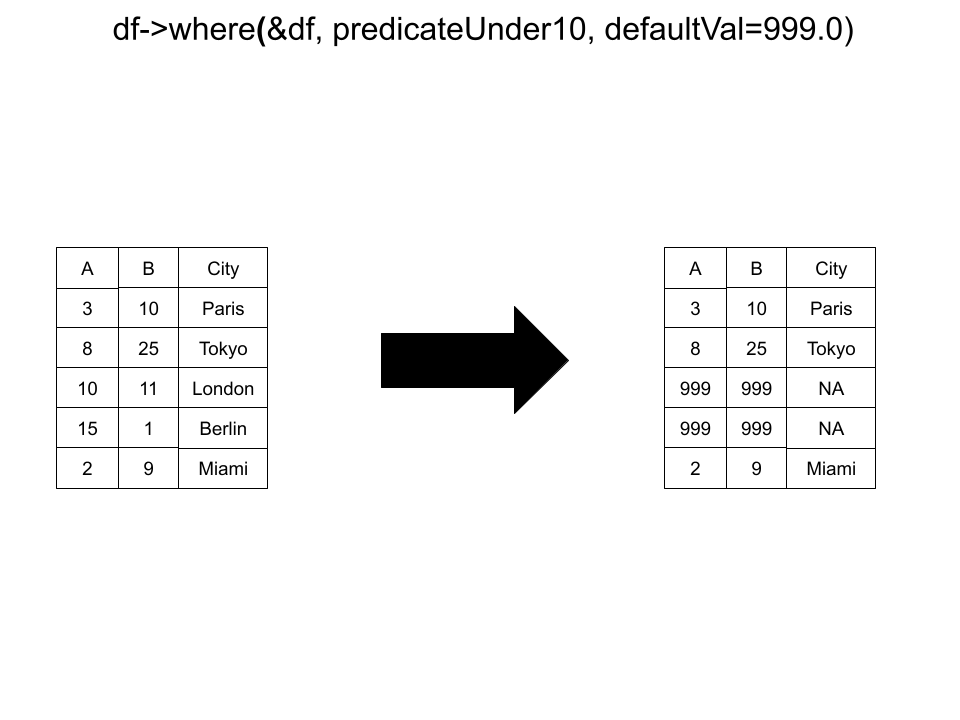 df->where(&df, predicateUnder10, defaultVal=999.0)
A B City
3 10 Paris
8 25 Tokyo
10 11 London
15 1 Berlin
2 9 Miami
A B City
3 10 Paris
8 25 Tokyo
999 999 NA
999 999 NA
2 9 Miami